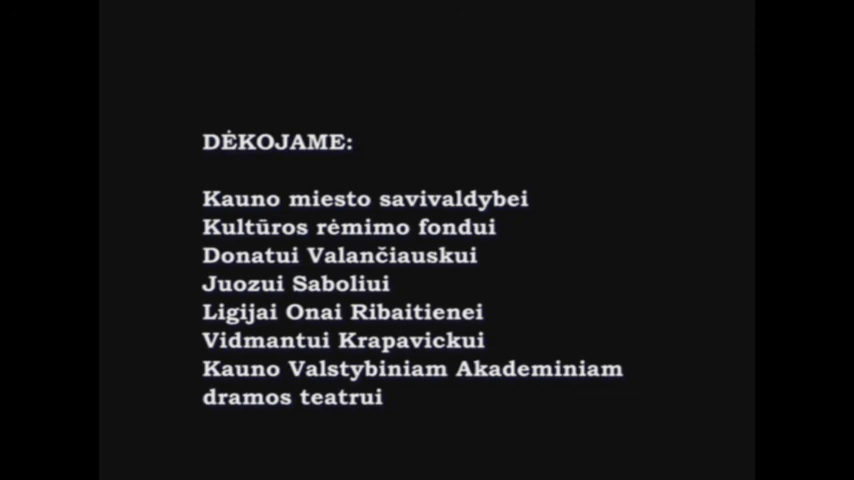 DĖKOJAME:
Kauno miesto savivaldybei
Kultūros rėmimo fondui
Donatui Valančiauskui
Juozui Saboliui
Ligijai Onai Ribaitienei
Vidmantui Krapavickui
Kauno Valstybiniam Akademiniam
dramos teatrui